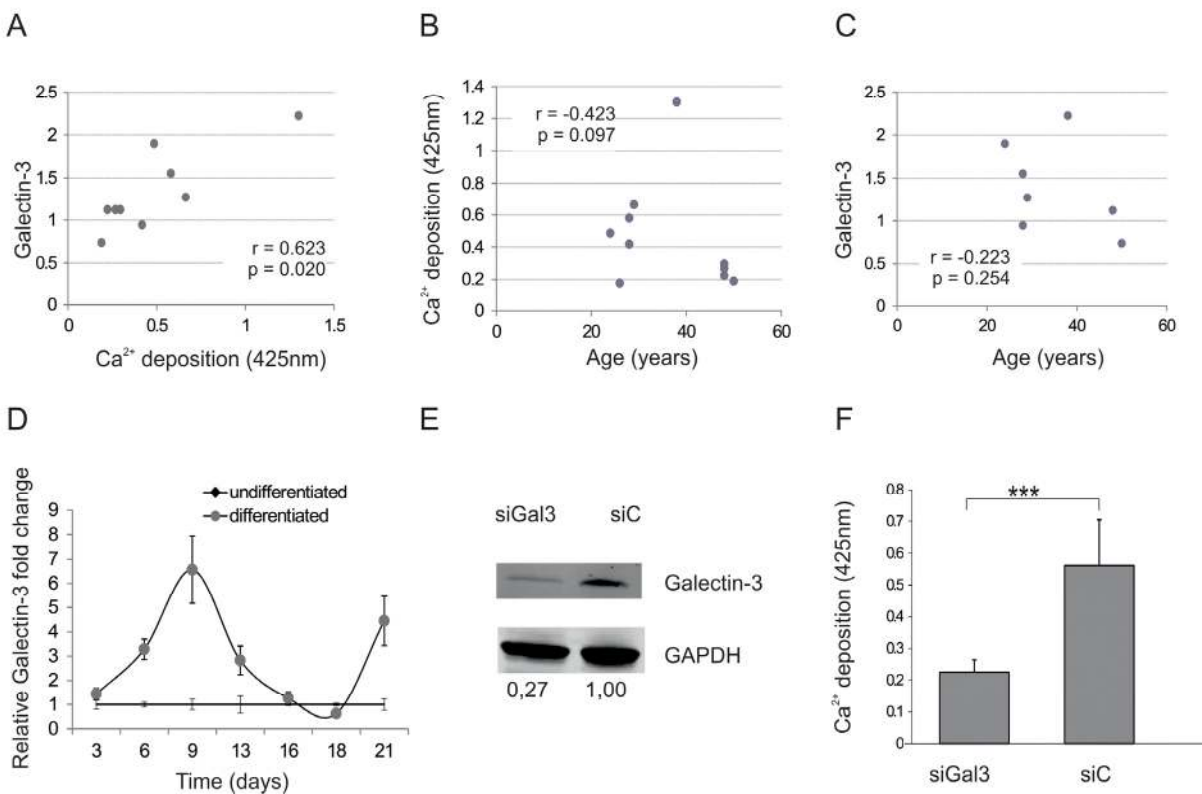 A
B
C
Galectin-3
2.5
2
1.5
1
0.5
0
r = 0.623
p = 0.020
0
0.5
1
1.5
Ca²⁺ deposition (425nm)
Ca²⁺ deposition (425nm)
1.4
1.2
1
0.8
0.6
0.4
0.2
0
r = -0.423
p = 0.097
0
20
40
60
Age (years)
Galectin-3
2.5
2
1.5
1
0.5
0
r = -0.223
p = 0.254
0
20
40
60
Age (years)
D
E
F
Relative Galectin-3 fold change
undifferentiated
differentiated
9
8
7
6
5
4
3
2
1
0
3
6
9
13
16
18
21
Time (days)
siGal3
siC
Galectin-3
GAPDH
0,27
1,00
Ca²⁺ deposition (425nm)
0.8
0.7
0.6
0.5
0.4
0.3
0.2
0.1
0
***
siGal3
siC